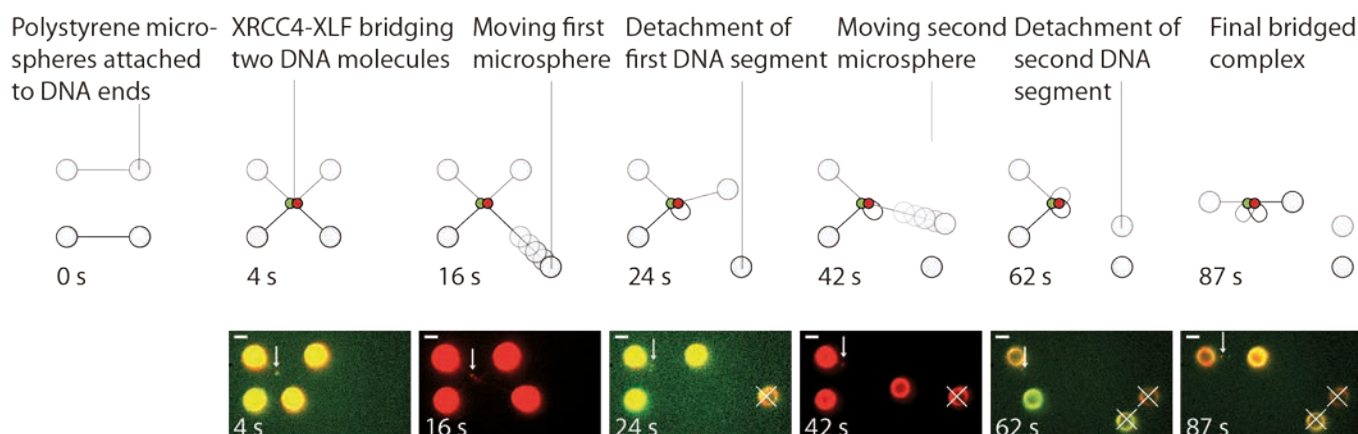 Polystyrene micro-
spheres attached
to DNA ends
XRCC4-XLF bridging
two DNA molecules
Moving first
microsphere
Detachment of
first DNA segment
Moving second
microsphere
Detachment of
second DNA
segment
Final bridged
complex
0 s
4 s
16 s
24 s
42 s
62 s
87 s
4 s
16 s
24 s
42 s
62 s
87 s